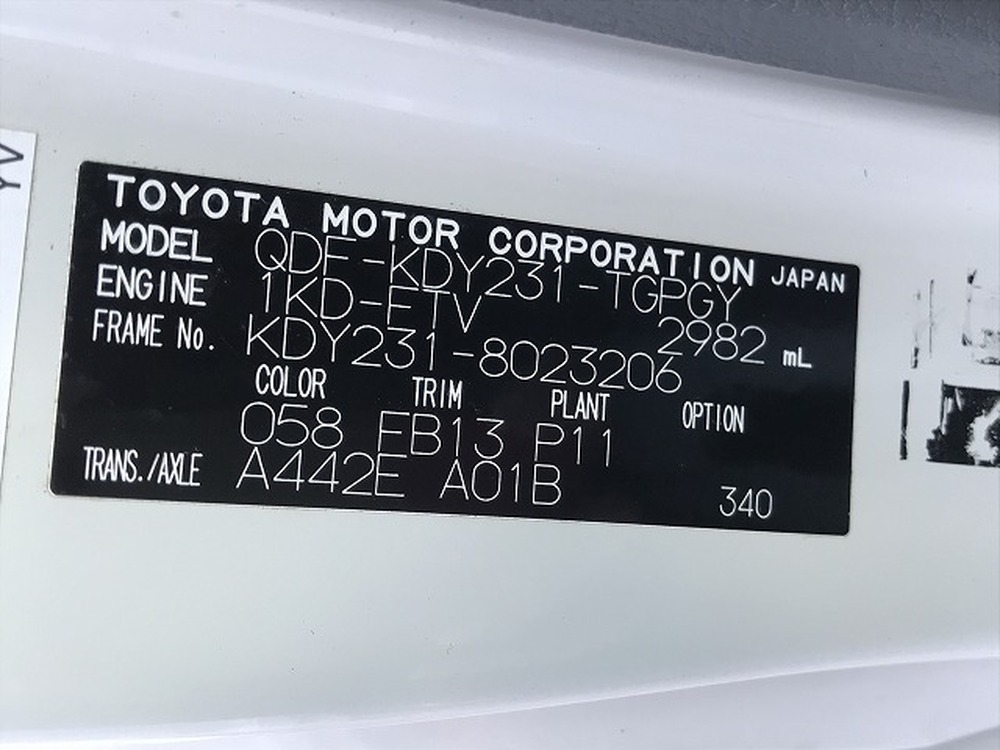 TOYOTA MOTOR CORPORATION JAPAN
MODEL QDF-KDY231-TGPGY
ENGINE 1KD-FTV 2982 mL
FRAME No. KDY231-8023206
COLOR TRIM PLANT OPTION
058 FB13 P11
TRANS./AXLE A442E A01B 340
YV